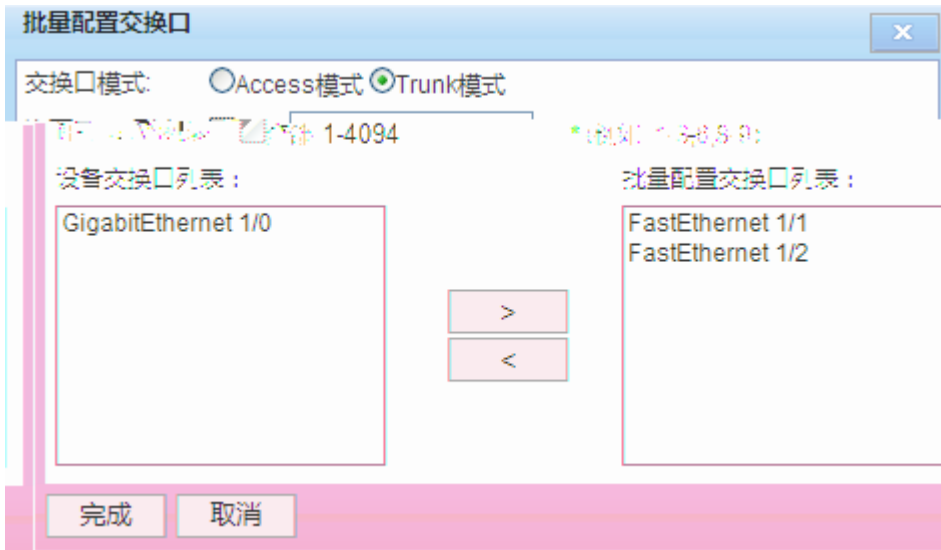 批量配置交换口
交换口模式: Access模式 Trunk模式
1-4094
设备交换口列表：
批量配置交换口列表：
GigabitEthernet 1/0
FastEthernet 1/1
FastEthernet 1/2
>
<
完成
取消